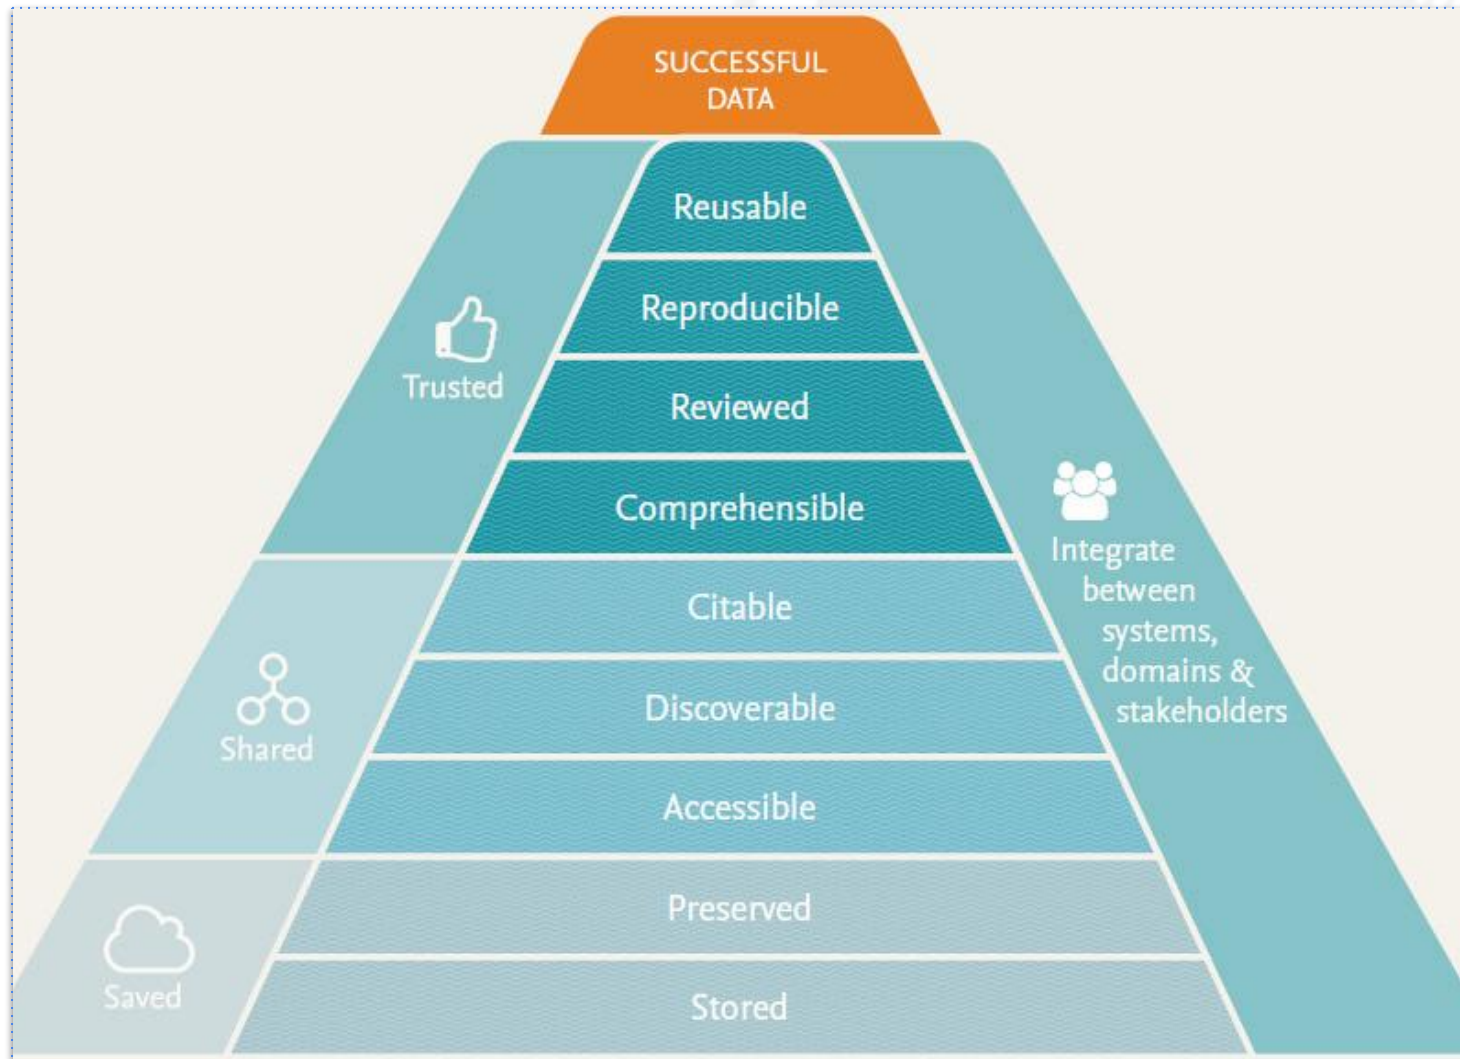 SUCCESSFUL
DATA
Reusable
Reproducible
Trusted
Reviewed
Comprehensible
Integrate
between
systems,
domains &
stakeholders
Citable
Discoverable
Shared
Accessible
Preserved
Saved
Stored